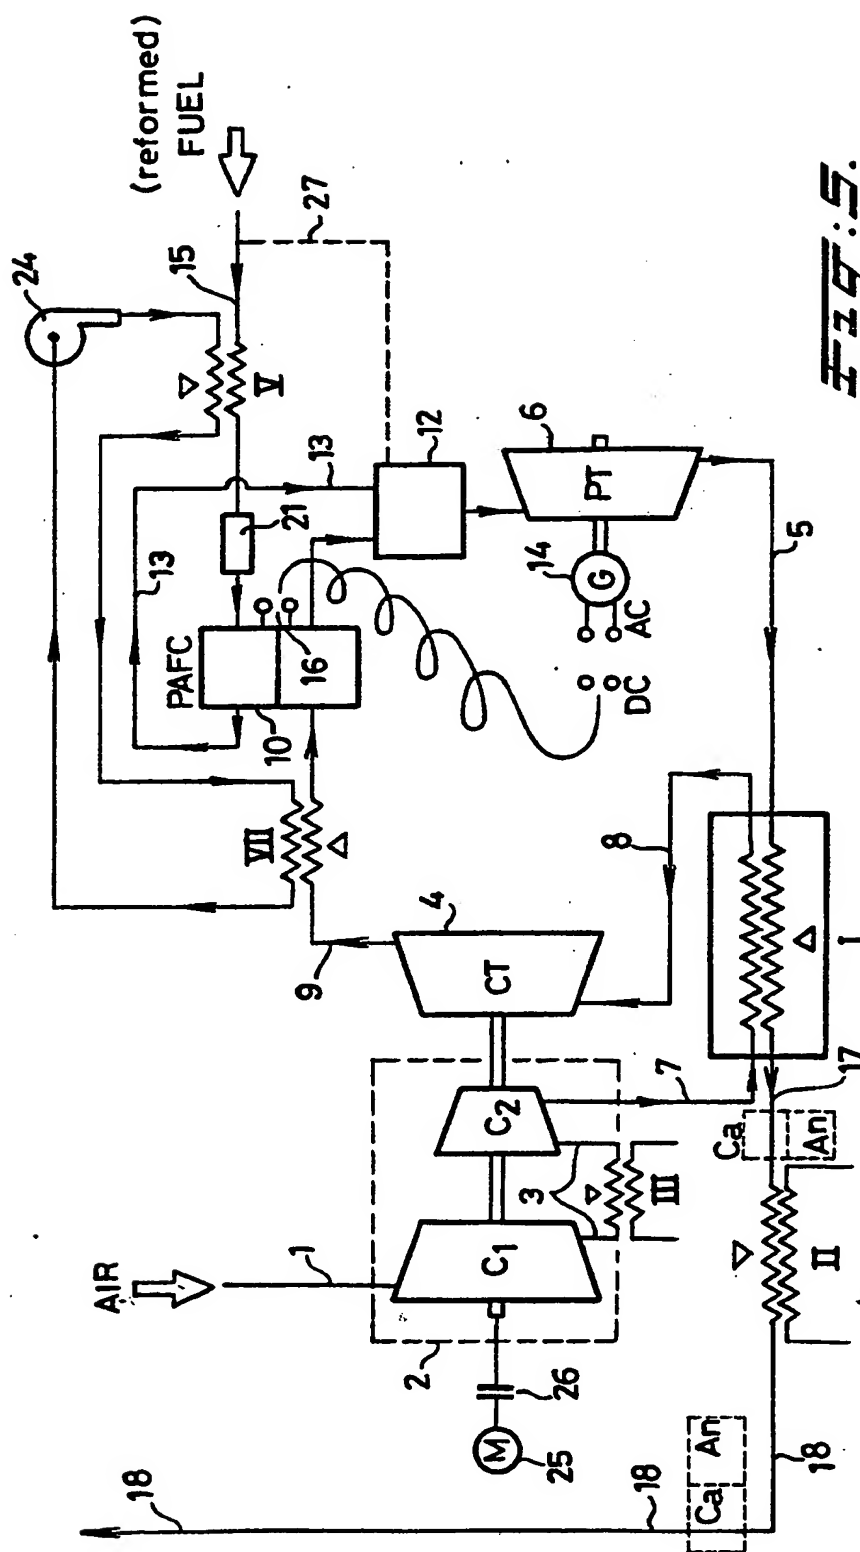 (reformed)
FUEL
24
15
27
V
13
13
21
12
PAFC
10
16
6
PT
14
G
AC
DC
5
VII
9
4
CT
8
AIR
1
2
C1
C2
3
III
7
I
M
25
26
17
Ca
An
II
18
18
18
Ca
An
FIG:5.